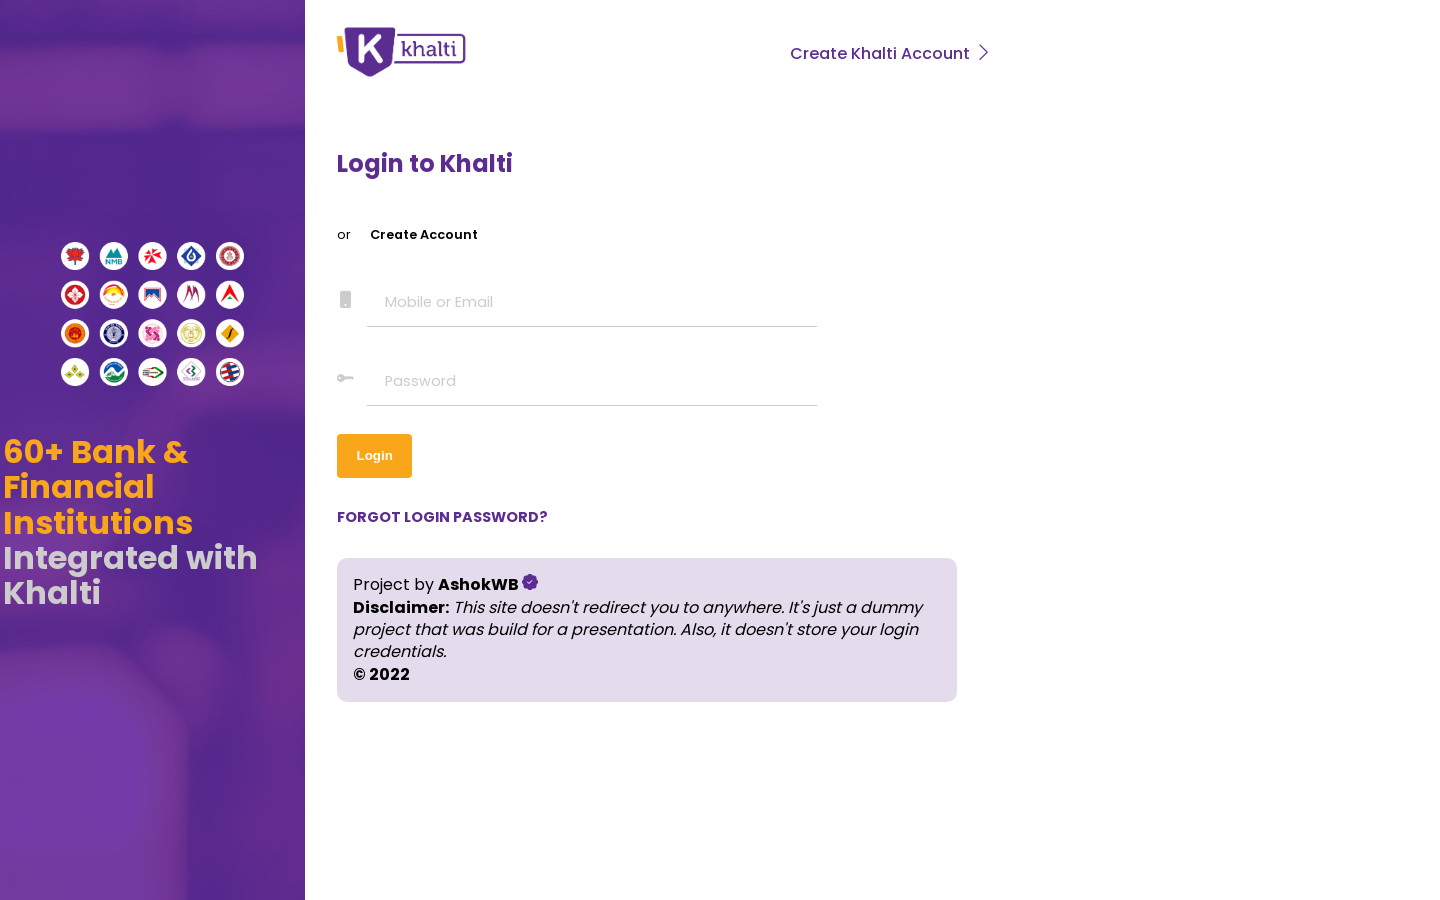 60+ Bank &
Financial
Institutions
Integrated with
Khalti
khalti
Create Khalti Account
Login to Khalti
or Create Account
Mobile or Email
Password
Login
FORGOT LOGIN PASSWORD?
Project by AshokWB
Disclaimer: This site doesn't redirect you to anywhere. It's just a dummy
project that was build for a presentation. Also, it doesn't store your login
credentials.
© 2022
NMB